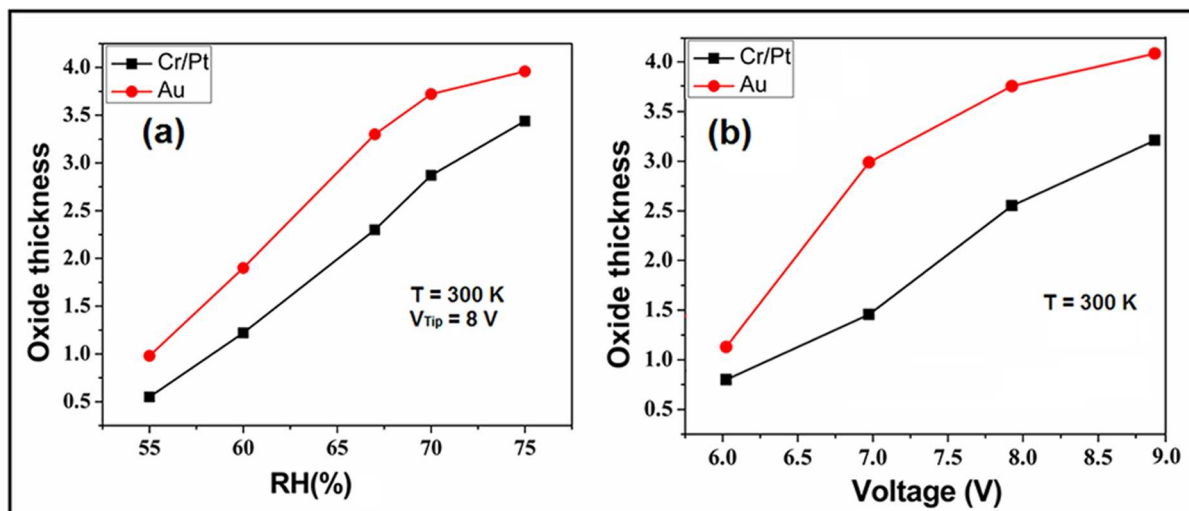 Cr/Pt
Au
(a)
4.0
3.5
3.0
2.5
2.0
1.5
1.0
0.5
Oxide thickness
T = 300 K
VTip = 8 V
55 60 65 70 75
RH(%)
Cr/Pt
Au
(b)
4.0
3.5
3.0
2.5
2.0
1.5
1.0
0.5
Oxide thickness
T = 300 K
6.0 6.5 7.0 7.5 8.0 8.5 9.0
Voltage (V)